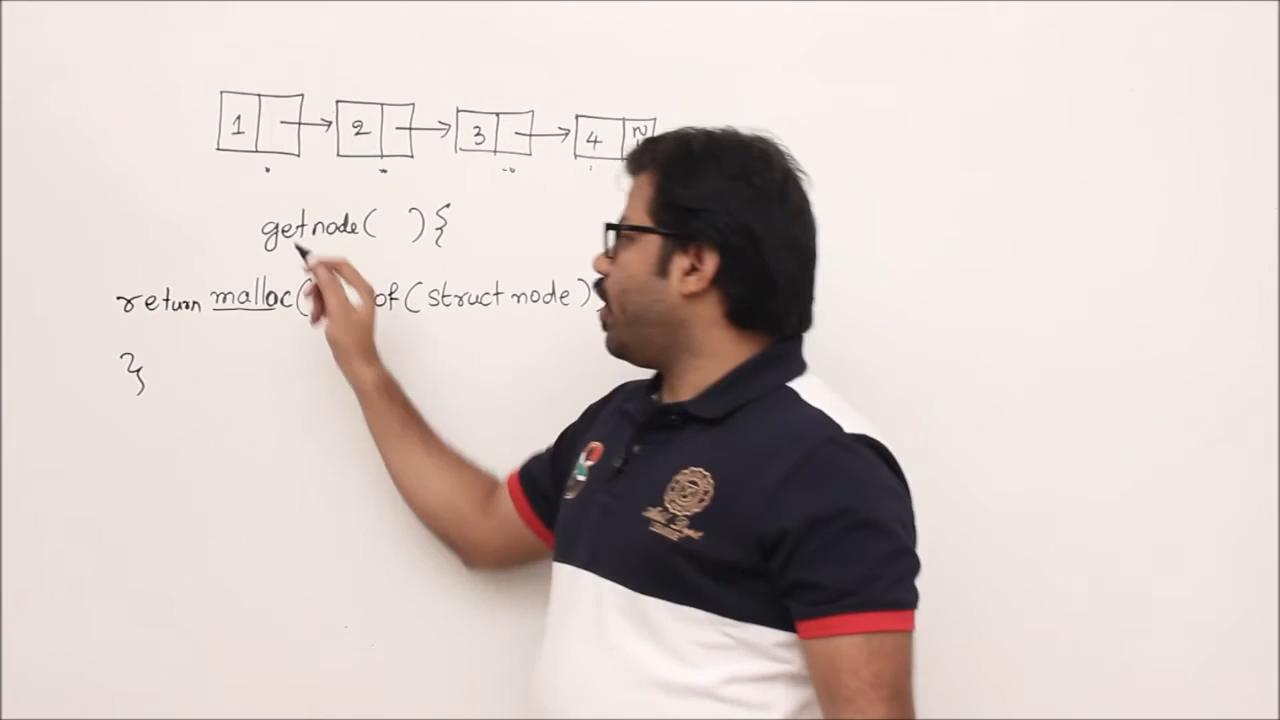 1 2 3 4
getnode( ){
return malloc( of(struct node)
}